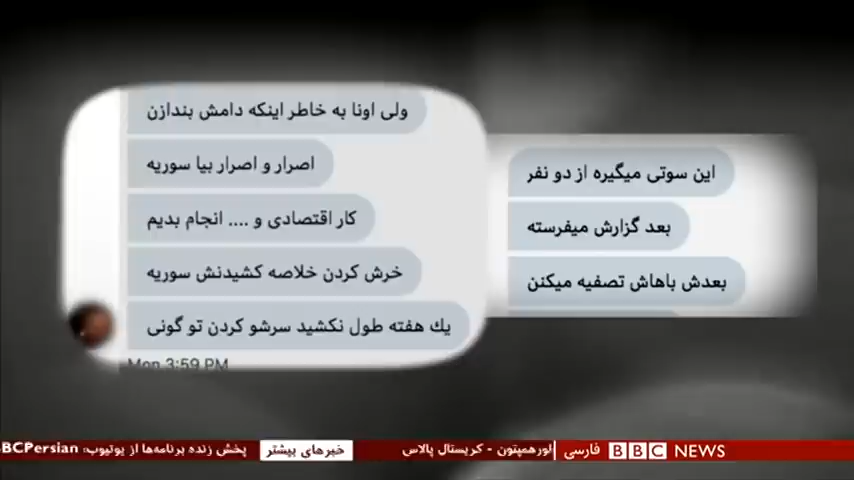 ولی اونا به خاطر اینکه دامش بندازن
اصرار و اصرار بیا سوریه
کار اقتصادی و .... انجام بدیم
خرش کردن خلاصه کشیدنش سوریه
یك هفته طول نکشید سرشو کردن تو گونی
Mon 3:59 PM
این سوتی میگیره از دو نفر
بعد گزارش میفرسته
بعدش باهاش تصفیه میکنن
BBC NEWS فارسی
لورهمپتون - کریستال پالاس
خبرهای بیشتر
پخش زنده برنامه‌ها از یوتیوب: BCPersian